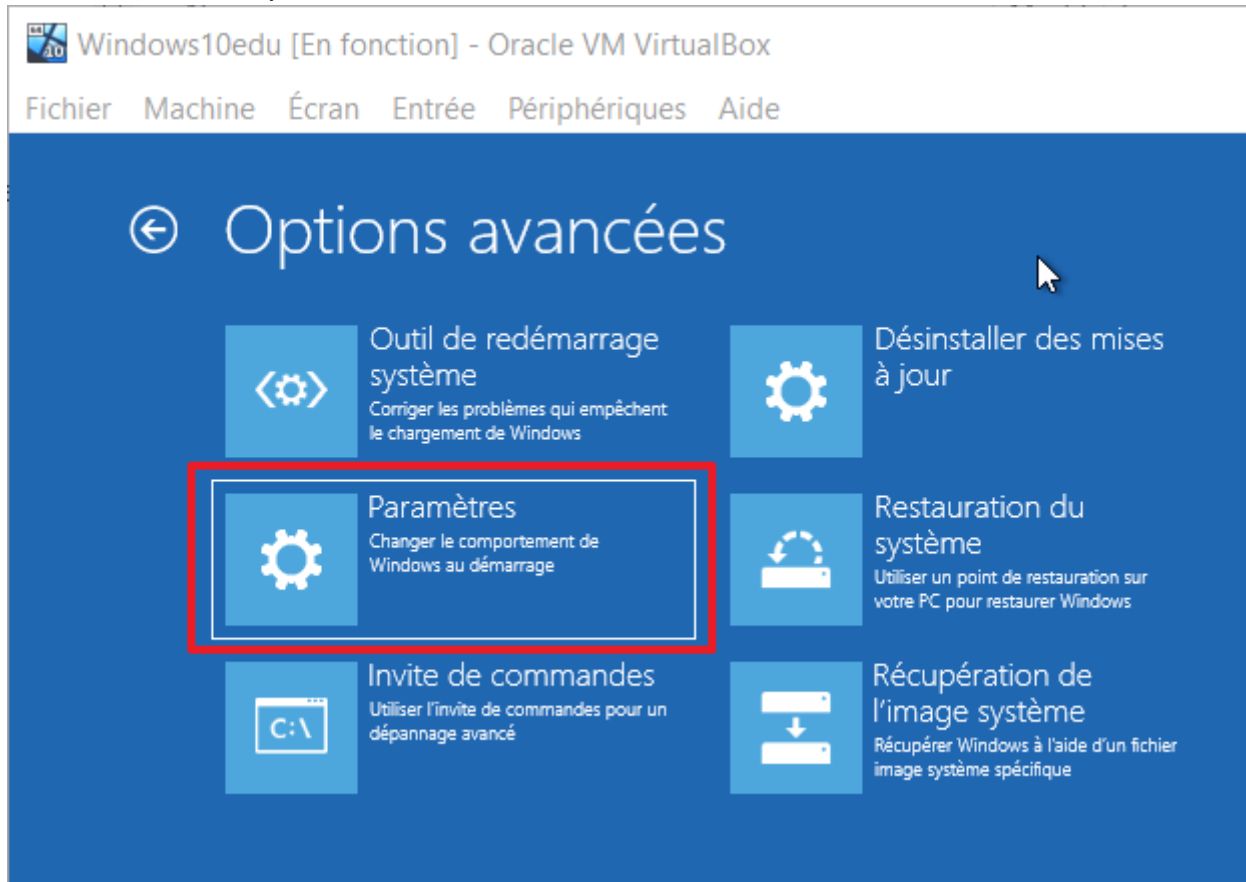 Windows10edu [En fonction] - Oracle VM VirtualBox
Fichier Machine Écran Entrée Périphériques Aide
Options avancées
Outil de redémarrage
système
Corriger les problèmes qui empêchent
le chargement de Windows
Désinstaller des mises
à jour
Paramètres
Changer le comportement de
Windows au démarrage
Restauration du
système
Utiliser un point de restauration sur
votre PC pour restaurer Windows
Invite de commandes
Utiliser l'invite de commandes pour un
dépannage avancé
C:\
Récupération de
l'image système
Récupérer Windows à l'aide d'un fichier
image système spécifique